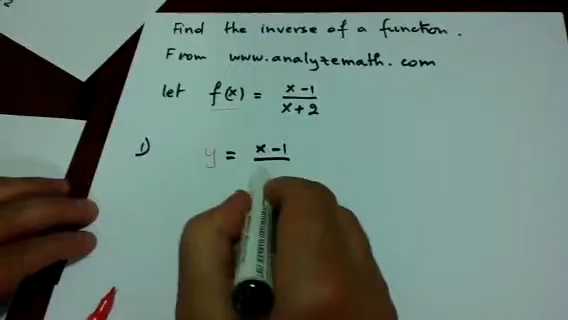 Find the inverse of a function.
From www.analyzemath.com
let f(x) = x-1
x+2
1) y = x-1